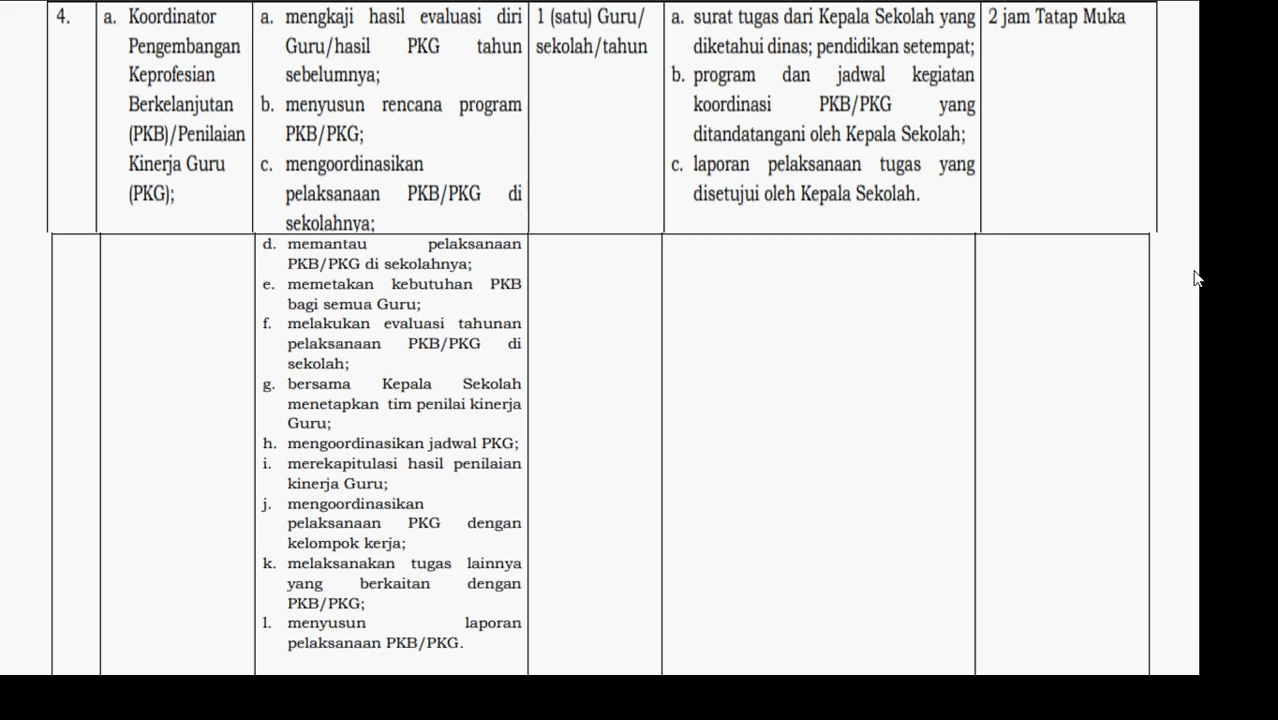 4.
a. Koordinator
Pengembangan
Keprofesian
Berkelanjutan
(PKB)/Penilaian
Kinerja Guru
(PKG);
a. mengkaji hasil evaluasi diri
Guru/hasil PKG tahun
sebelumnya;
b. menyusun rencana program
PKB/PKG;
c. mengoordinasikan
pelaksanaan PKB/PKG di
sekolahnya;
d. memantau pelaksanaan
PKB/PKG di sekolahnya;
e. memetakan kebutuhan PKB
bagi semua Guru;
f. melakukan evaluasi tahunan
pelaksanaan PKB/PKG di
sekolah;
g. bersama Kepala Sekolah
menetapkan tim penilai kinerja
Guru;
h. mengoordinasikan jadwal PKG;
i. merekapitulasi hasil penilaian
kinerja Guru;
j. mengoordinasikan
pelaksanaan PKG dengan
kelompok kerja;
k. melaksanakan tugas lainnya
yang berkaitan dengan
PKB/PKG;
l. menyusun laporan
pelaksanaan PKB/PKG.
1 (satu) Guru/
sekolah/tahun
a. surat tugas dari Kepala Sekolah yang
diketahui dinas; pendidikan setempat;
b. program dan jadwal kegiatan
koordinasi PKB/PKG yang
ditandatangani oleh Kepala Sekolah;
c. laporan pelaksanaan tugas yang
disetujui oleh Kepala Sekolah.
2 jam Tatap Muka